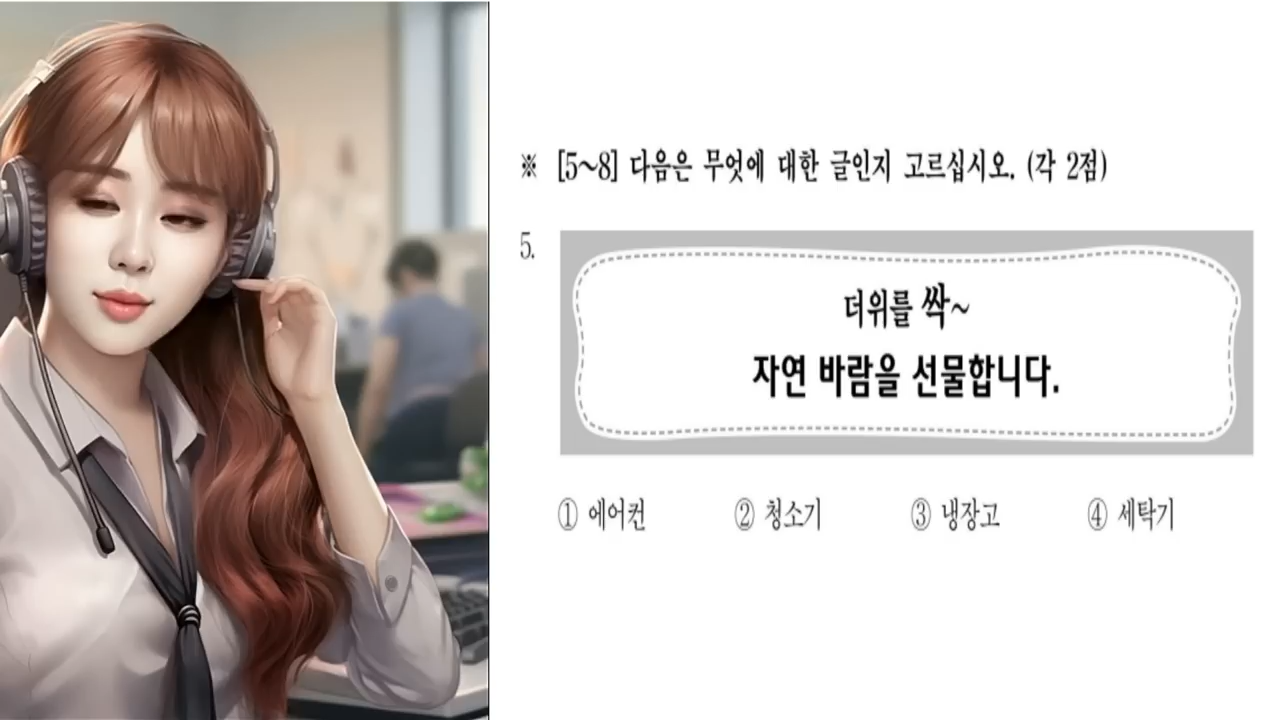 ※ [5~8] 다음은 무엇에 대한 글인지 고르십시오. (각 2점)
5.
더위를 싹~
자연 바람을 선물합니다.
① 에어컨 ② 청소기 ③ 냉장고 ④ 세탁기